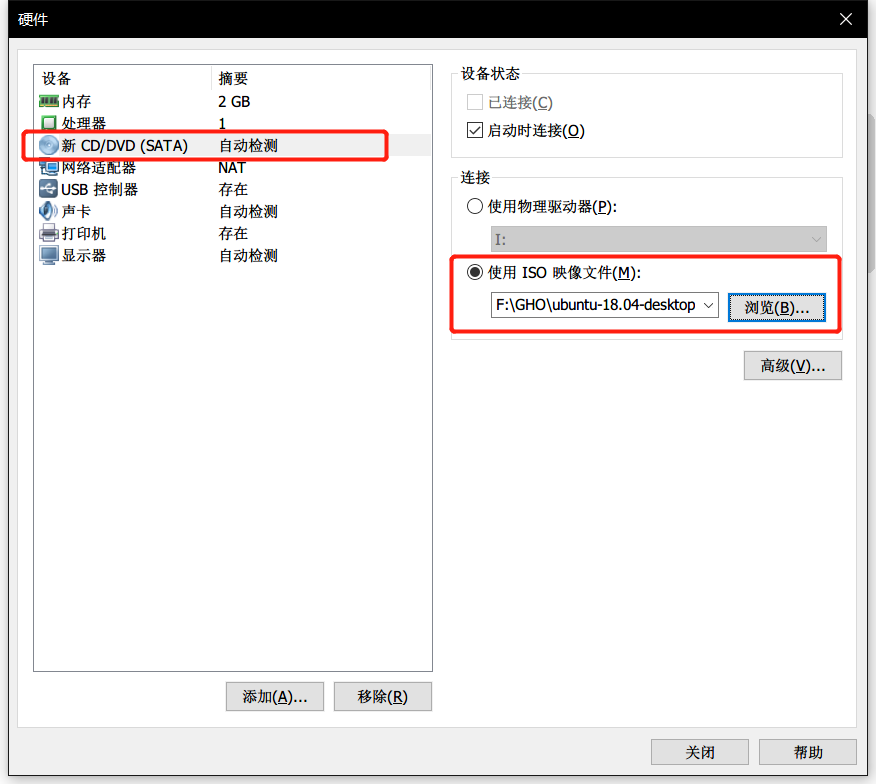 硬件
设备 摘要
内存 2 GB
处理器 1
新 CD/DVD (SATA) 自动检测
网络适配器 NAT
USB 控制器 存在
声卡 自动检测
打印机 存在
显示器 自动检测
添加(A)... 移除(R)
设备状态
已连接(C)
启动时连接(O)
连接
使用物理驱动器(P):
I:
使用 ISO 映像文件(M):
F:\GHO\ubuntu-18.04-desktop 浏览(B)...
高级(V)...
关闭 帮助